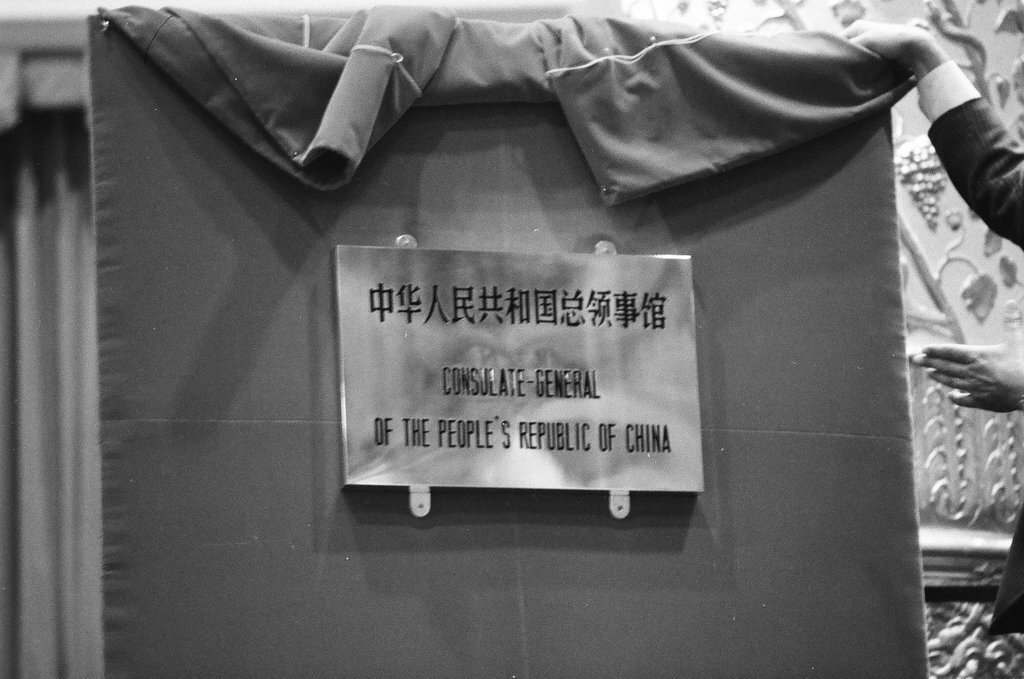 中华人民共和国总领事馆
CONSULATE-GENERAL
OF THE PEOPLE'S REPUBLIC OF CHINA